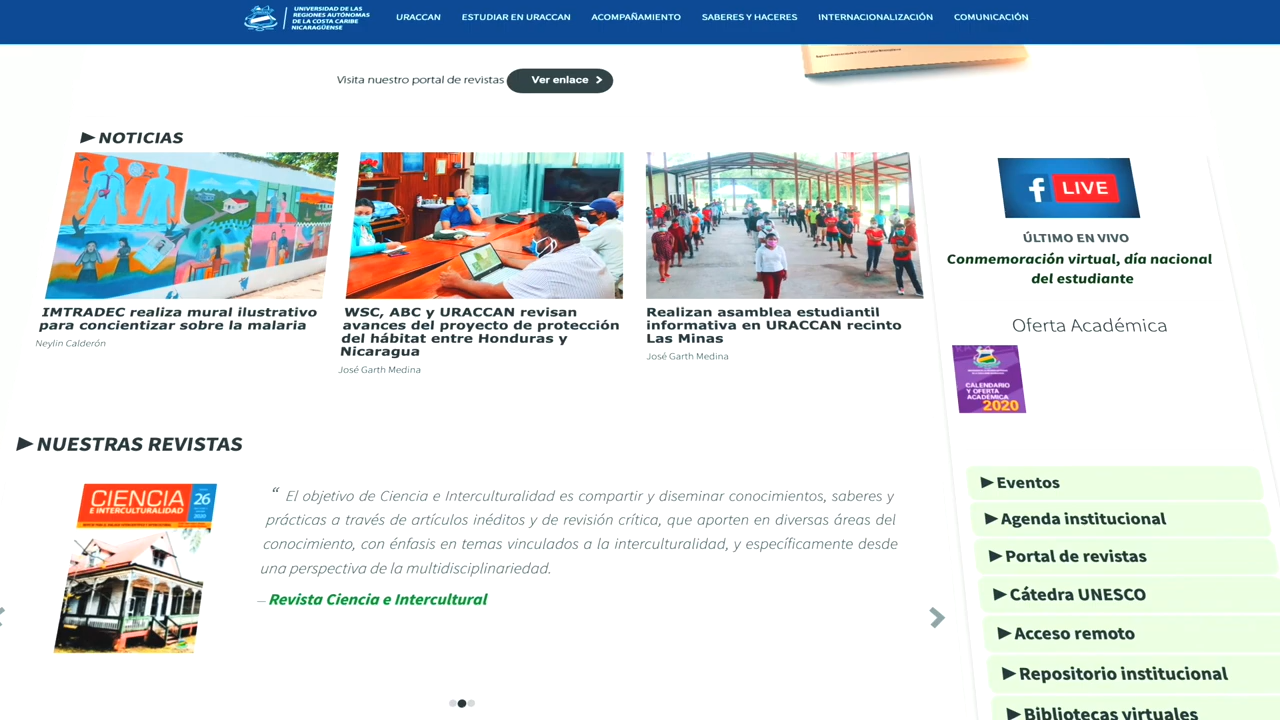 UNIVERSIDAD DE LAS
REGIONES AUTÓNOMAS
DE LA COSTA CARIBE
NICARAGÜENSE
URACCAN
ESTUDIAR EN URACCAN
ACOMPAÑAMIENTO
SABERES Y HACERES
INTERNACIONALIZACIÓN
COMUNICACIÓN
Visita nuestro portal de revistas
Ver enlace
NOTICIAS
IMTRADEC realiza mural ilustrativo
para concientizar sobre la malaria
Neylin Calderón
WSC, ABC y URACCAN revisan
avances del proyecto de protección
del hábitat entre Honduras y
Nicaragua
José Garth Medina
Realizan asamblea estudiantil
informativa en URACCAN recinto
Las Minas
José Garth Medina
f LIVE
ÚLTIMO EN VIVO
Conmemoración virtual, día nacional
del estudiante
Oferta Académica
CALENDARIO
Y OFERTA
ACADÉMICA
2020
NUESTRAS REVISTAS
CIENCIA
E INTERCULTURALIDAD
26
2020
“ El objetivo de Ciencia e Interculturalidad es compartir y diseminar conocimientos, saberes y
prácticas a través de artículos inéditos y de revisión crítica, que aporten en diversas áreas del
conocimiento, con énfasis en temas vinculados a la interculturalidad, y específicamente desde
una perspectiva de la multidisciplinariedad.
— Revista Ciencia e Intercultural
Eventos
Agenda institucional
Portal de revistas
Cátedra UNESCO
Acceso remoto
Repositorio institucional
Bibliotecas virtuales